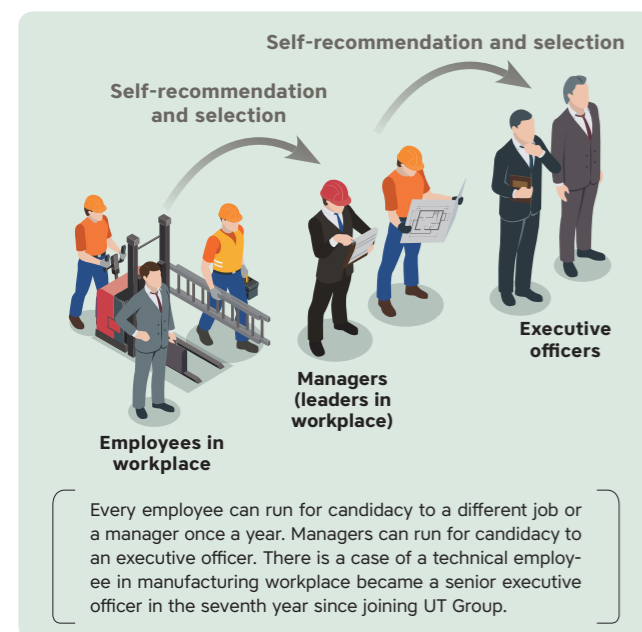 Self-recommendation and selection
Self-recommendation
and selection
Executive
officers
Managers
(leaders in
workplace)
Employees in
workplace
Every employee can run for candidacy to a different job or
a manager once a year. Managers can run for candidacy to
an executive officer. There is a case of a technical employ-
ee in manufacturing workplace became a senior executive
officer in the seventh year since joining UT Group.